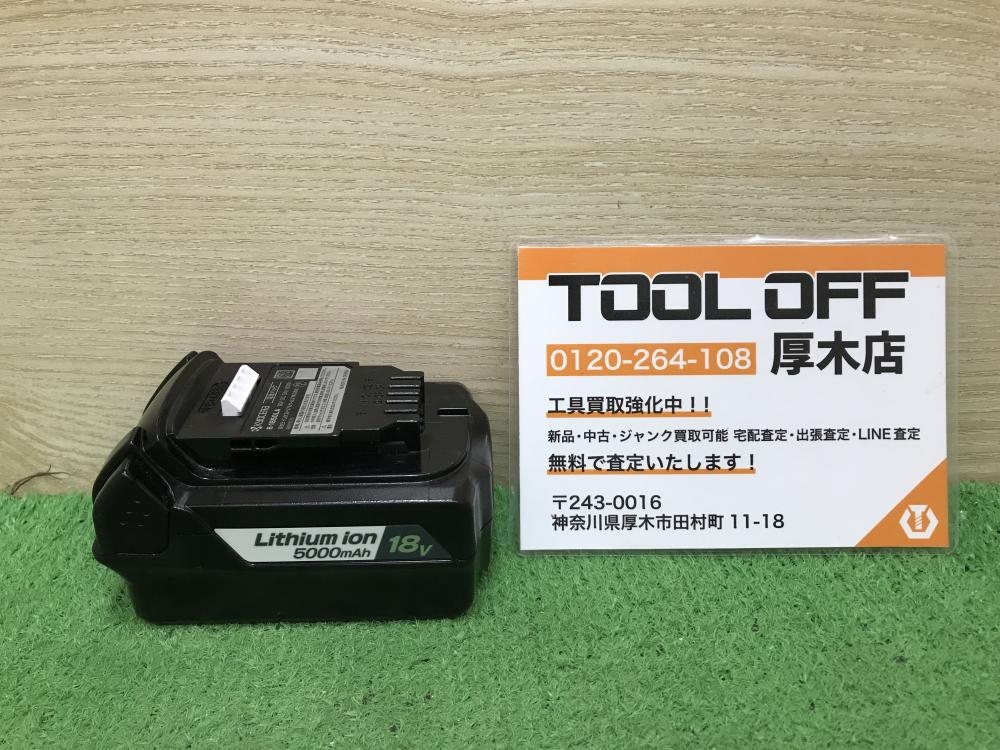 Lithium ion
5000mAh
18V
KYOCERA
B-1850LA
TOOL OFF
0120-264-108 厚木店
工具買取強化中！！
新品・中古・ジャンク買取可能 宅配査定・出張査定・LINE査定
無料で査定いたします！
〒243-0016
神奈川県厚木市田村町 11-18